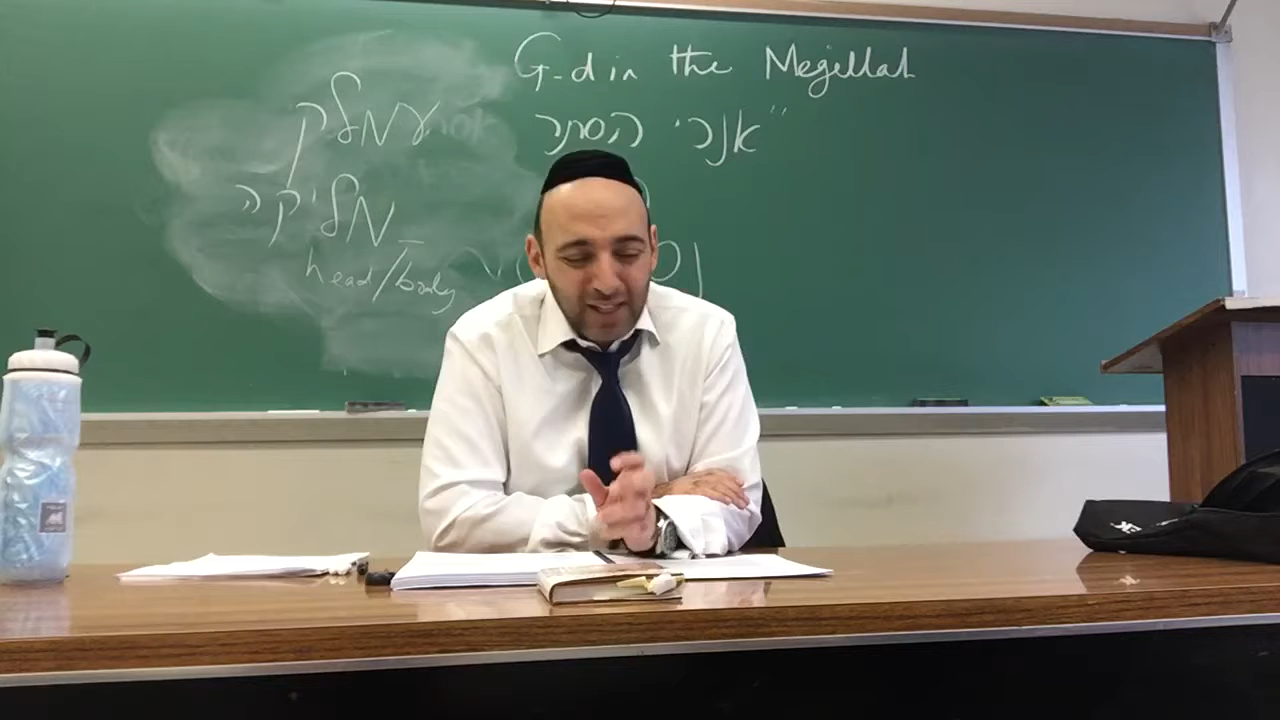 G-d in the Megillah
"אנכי הסתר
עמלק
מליקה
head/body